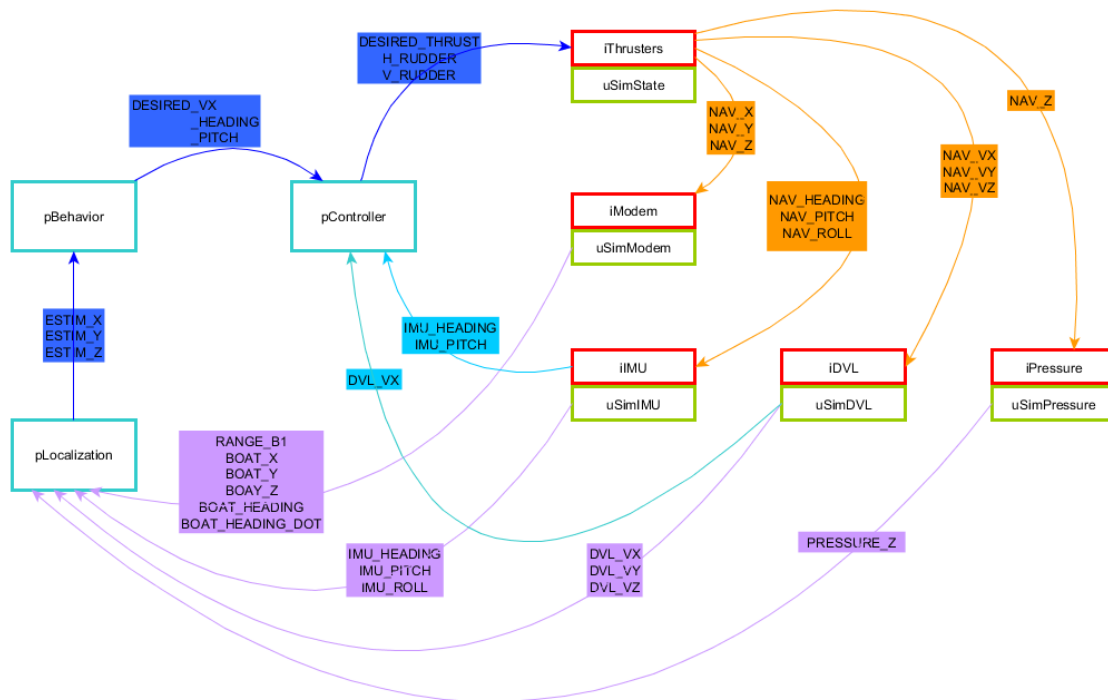 DESIRED_THRUST
H_RUDDER
V_RUDDER
iThrusters
uSimState
DESIRED_VX
_HEADING
_PITCH
NAV_X
NAV_Y
NAV_Z
NAV_Z
NAV_VX
NAV_VY
NAV_VZ
pBehavior
pController
iModem
uSimModem
NAV_HEADING
NAV_PITCH
NAV_ROLL
ESTIM_X
ESTIM_Y
ESTIM_Z
IMU_HEADING
IMU_PITCH
DVL_VX
iIMU
uSimIMU
iDVL
uSimDVL
iPressure
uSimPressure
pLocalization
RANGE_B1
BOAT_X
BOAT_Y
BOAY_Z
BOAT_HEADING
BOAT_HEADING_DOT
IMU_HEADING
IMU_PITCH
IMU_ROLL
DVL_VX
DVL_VY
DVL_VZ
PRESSURE_Z